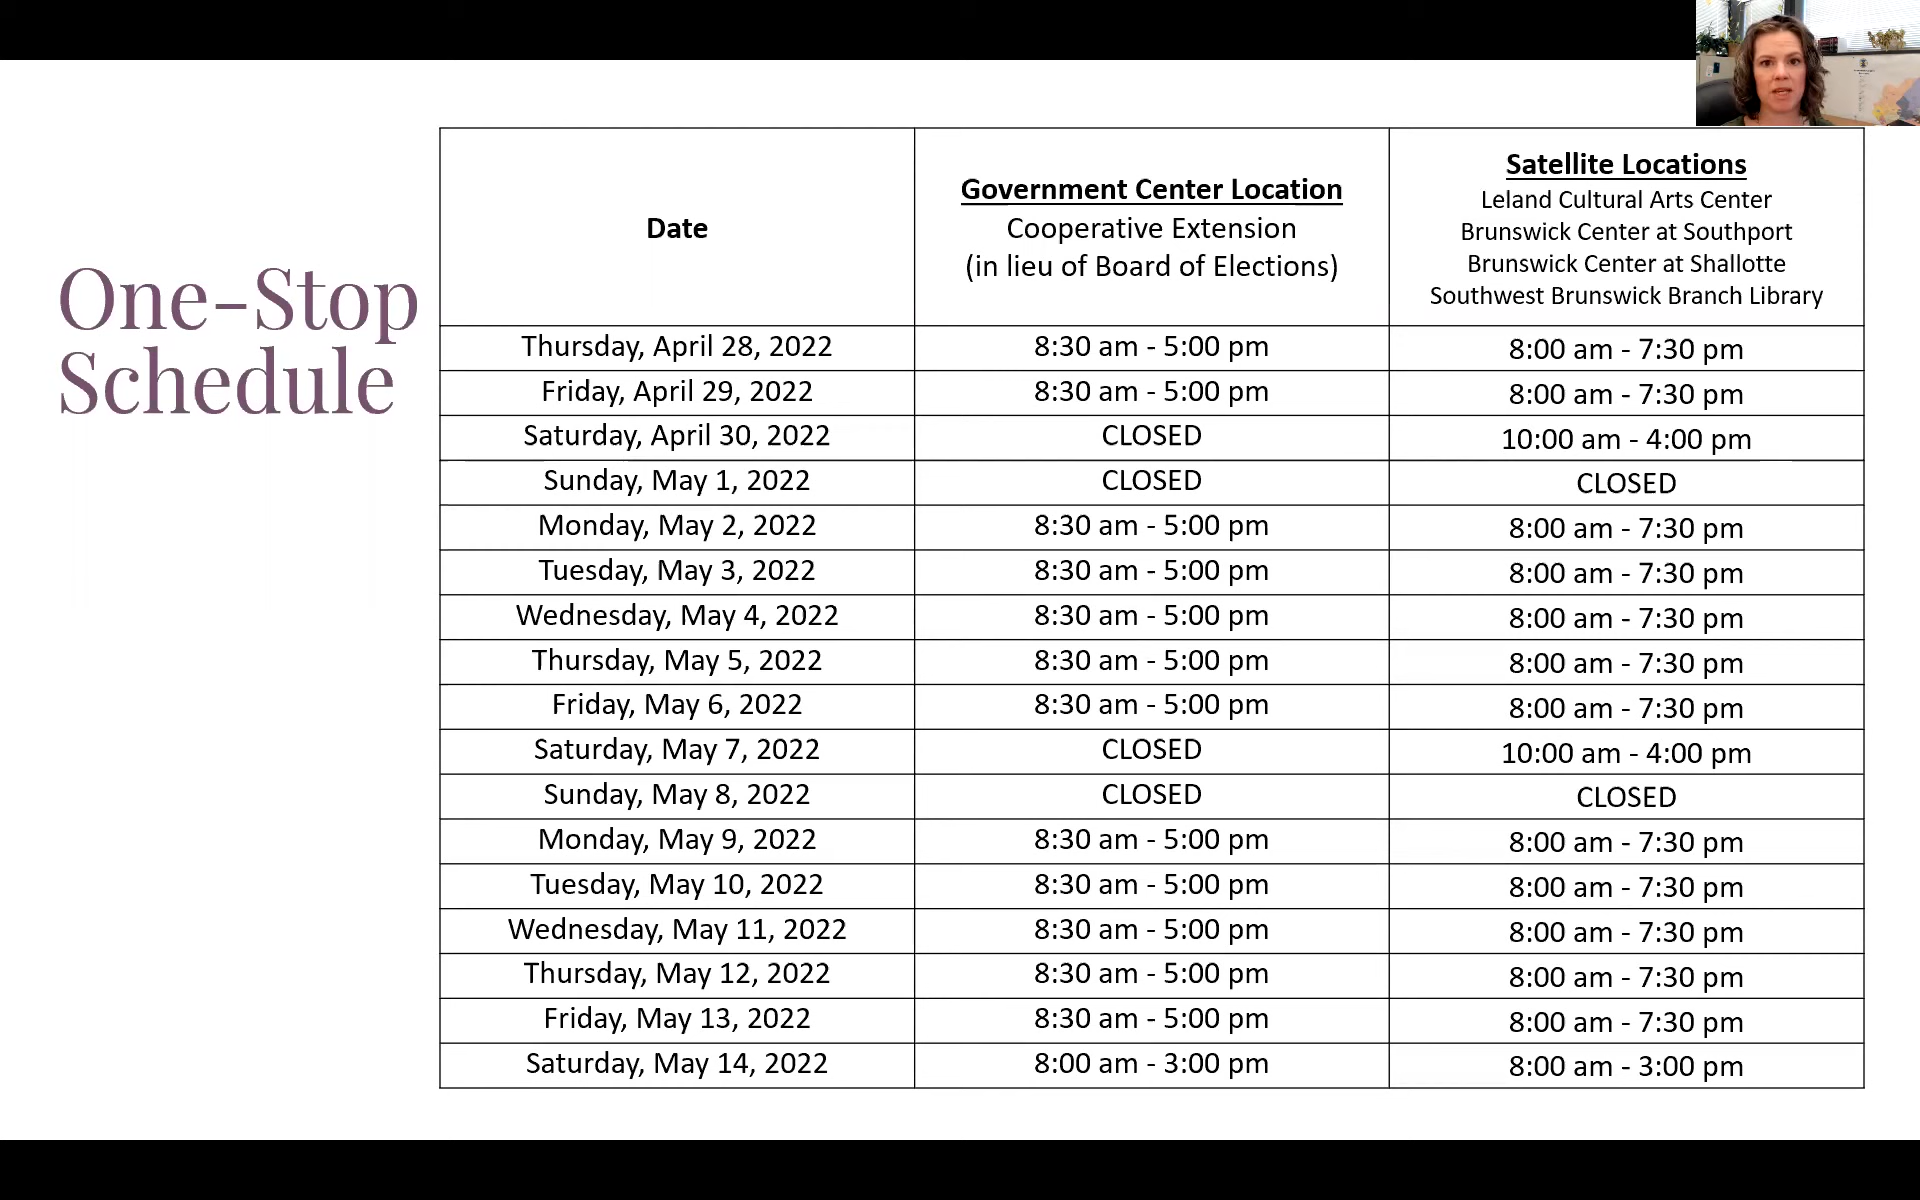 One-Stop
Schedule
Date
Government Center Location
Cooperative Extension
(in lieu of Board of Elections)
Satellite Locations
Leland Cultural Arts Center
Brunswick Center at Southport
Brunswick Center at Shallotte
Southwest Brunswick Branch Library
Thursday, April 28, 2022 8:30 am - 5:00 pm 8:00 am - 7:30 pm
Friday, April 29, 2022 8:30 am - 5:00 pm 8:00 am - 7:30 pm
Saturday, April 30, 2022 CLOSED 10:00 am - 4:00 pm
Sunday, May 1, 2022 CLOSED CLOSED
Monday, May 2, 2022 8:30 am - 5:00 pm 8:00 am - 7:30 pm
Tuesday, May 3, 2022 8:30 am - 5:00 pm 8:00 am - 7:30 pm
Wednesday, May 4, 2022 8:30 am - 5:00 pm 8:00 am - 7:30 pm
Thursday, May 5, 2022 8:30 am - 5:00 pm 8:00 am - 7:30 pm
Friday, May 6, 2022 8:30 am - 5:00 pm 8:00 am - 7:30 pm
Saturday, May 7, 2022 CLOSED 10:00 am - 4:00 pm
Sunday, May 8, 2022 CLOSED CLOSED
Monday, May 9, 2022 8:30 am - 5:00 pm 8:00 am - 7:30 pm
Tuesday, May 10, 2022 8:30 am - 5:00 pm 8:00 am - 7:30 pm
Wednesday, May 11, 2022 8:30 am - 5:00 pm 8:00 am - 7:30 pm
Thursday, May 12, 2022 8:30 am - 5:00 pm 8:00 am - 7:30 pm
Friday, May 13, 2022 8:30 am - 5:00 pm 8:00 am - 7:30 pm
Saturday, May 14, 2022 8:00 am - 3:00 pm 8:00 am - 3:00 pm